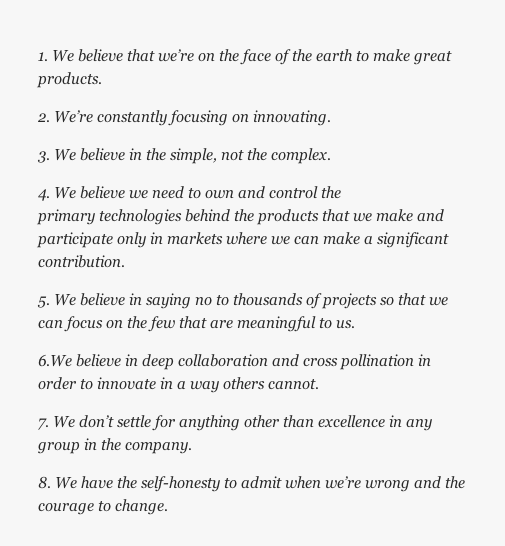 1. We believe that we’re on the face of the earth to make great
products.
2. We’re constantly focusing on innovating.
3. We believe in the simple, not the complex.
4. We believe we need to own and control the
primary technologies behind the products that we make and
participate only in markets where we can make a significant
contribution.
5. We believe in saying no to thousands of projects so that we
can focus on the few that are meaningful to us.
6.We believe in deep collaboration and cross pollination in
order to innovate in a way others cannot.
7. We don’t settle for anything other than excellence in any
group in the company.
8. We have the self-honesty to admit when we’re wrong and the
courage to change.